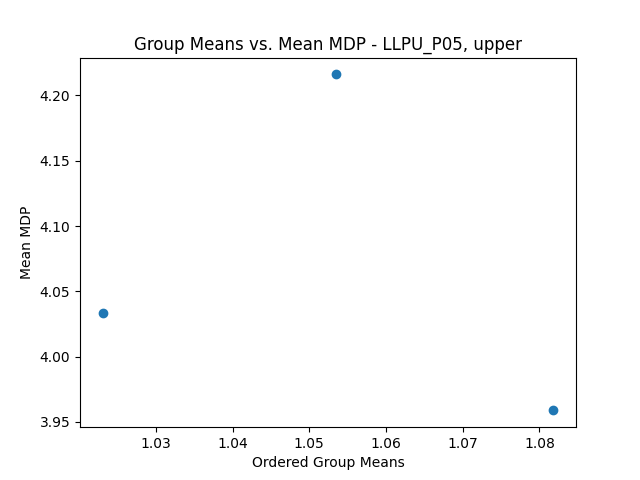 Group Means vs. Mean MDP - LLPU_P05, upper
4.20
4.15
4.10
4.05
4.00
3.95
Mean MDP
1.03 1.04 1.05 1.06 1.07 1.08
Ordered Group Means